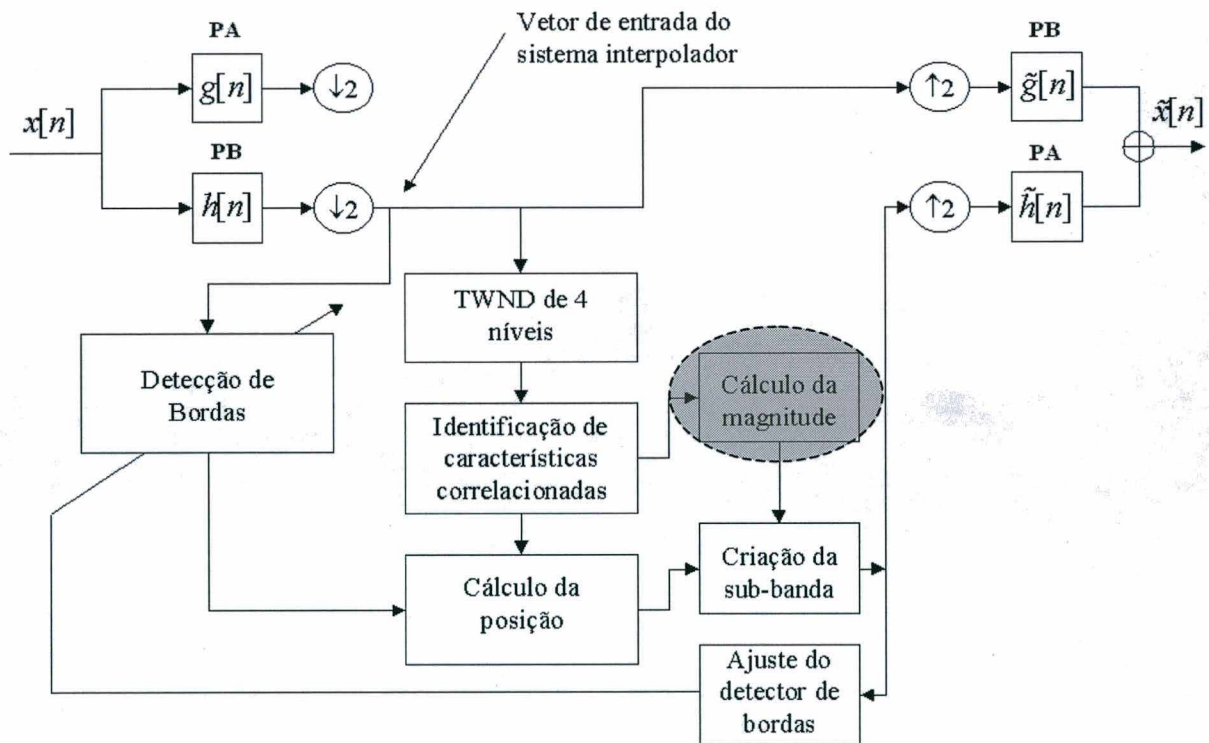 PA
g[n]
↓2
Vetor de entrada do
sistema interpolador
PB
↑2
g̃[n]
x[n]
x̃[n]
PB
h[n]
↓2
PA
↑2
h̃[n]
TWND de 4
níveis
Detecção de
Bordas
Cálculo da
magnitude
Identificação de
características
correlacionadas
Cálculo da
posição
Criação da
sub-banda
Ajuste do
detector de
bordas